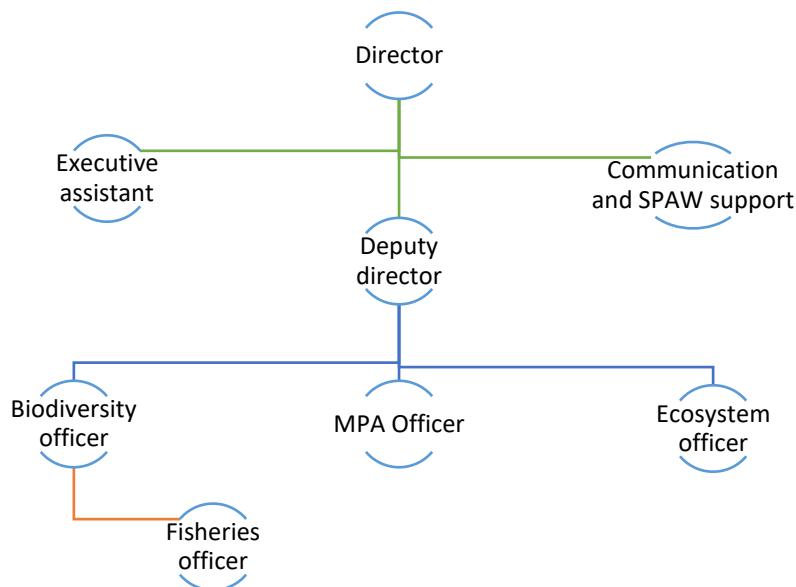 Director
Executive
assistant
Communication
and SPAW support
Deputy
director
Biodiversity
officer
MPA Officer
Ecosystem
officer
Fisheries
officer